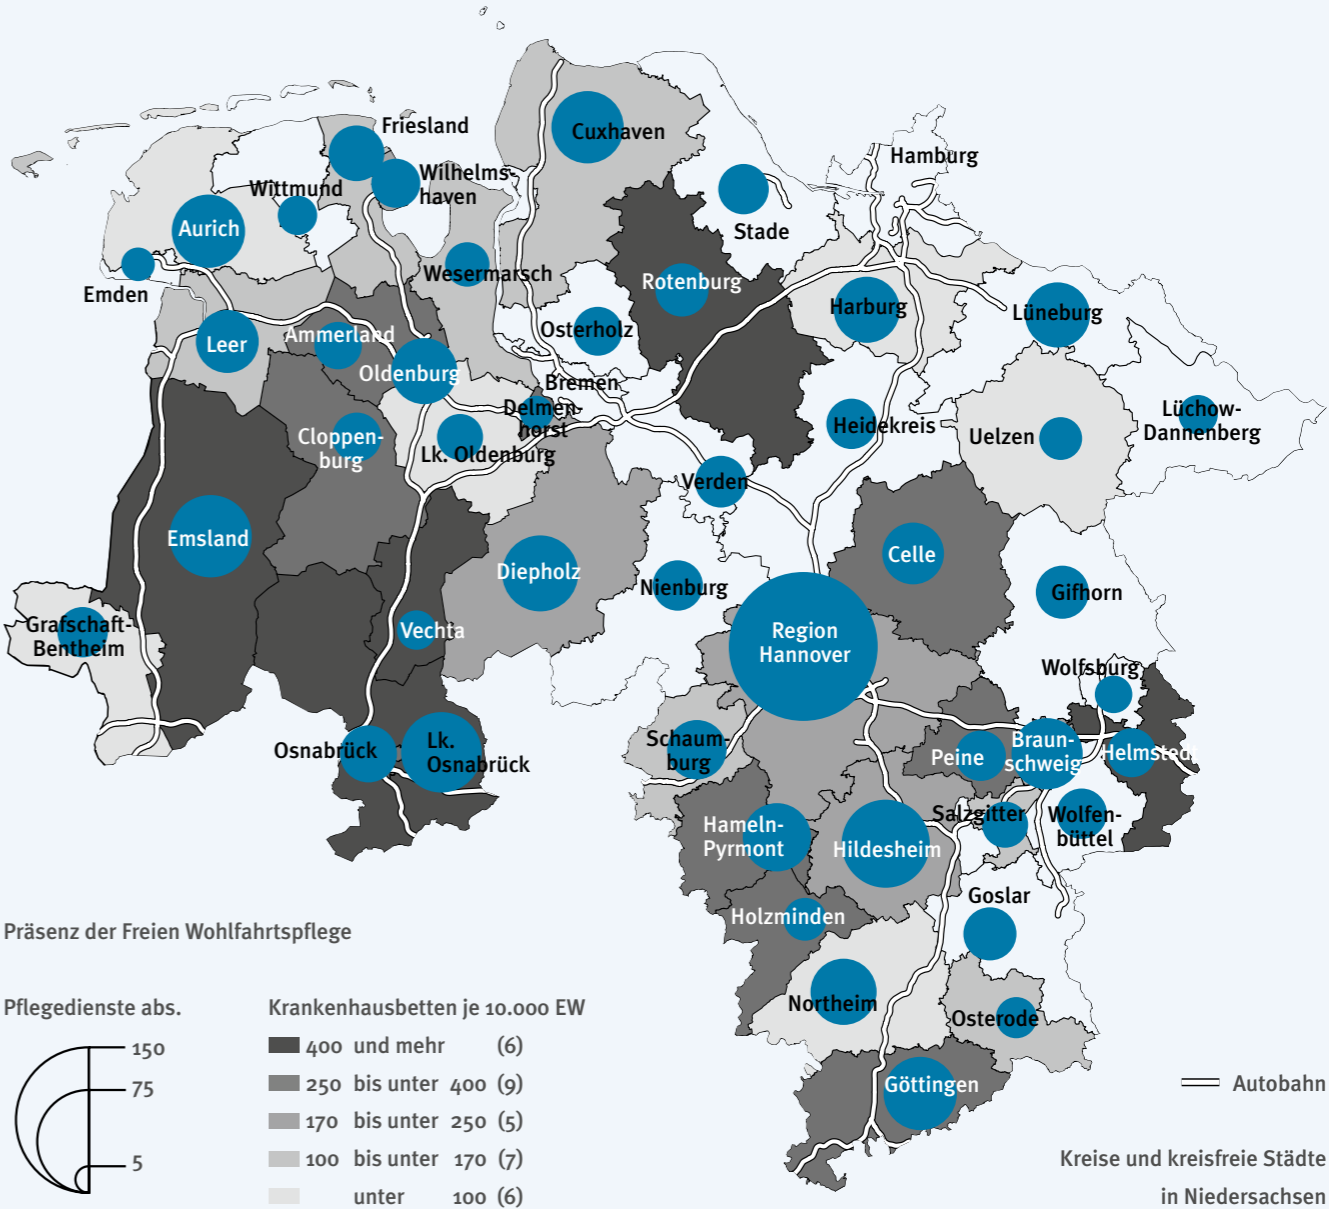 Friesland
Cuxhaven
Hamburg
Wilhelms-
haven
Wittmund
Aurich
Stade
Wesermarsch
Rotenburg
Emden
Harburg
Lüneburg
Osterholz
Ammerland
Leer
Oldenburg
Bremen
Delmen-
horst
Lüchow-
Dannenberg
Heidekreis
Uelzen
Cloppen-
burg
Lk. Oldenburg
Verden
Emsland
Celle
Diepholz
Nienburg
Gifhorn
Grafschaft-
Bentheim
Vechta
Region
Hannover
Wolfsburg
Osnabrück
Lk.
Osnabrück
Schaum-
burg
Peine
Braun-
schweig
Helmstedt
Salzgitter
Wolfen-
büttel
Hameln-
Pyrmont
Hildesheim
Goslar
Holzminden
Northeim
Osterode
Göttingen
Präsenz der Freien Wohlfahrtspflege
Pflegedienste abs.
150
75
5
Krankenhausbetten je 10.000 EW
400 und mehr (6)
250 bis unter 400 (9)
170 bis unter 250 (5)
100 bis unter 170 (7)
unter 100 (6)
Autobahn
Kreise und kreisfreie Städte
in Niedersachsen